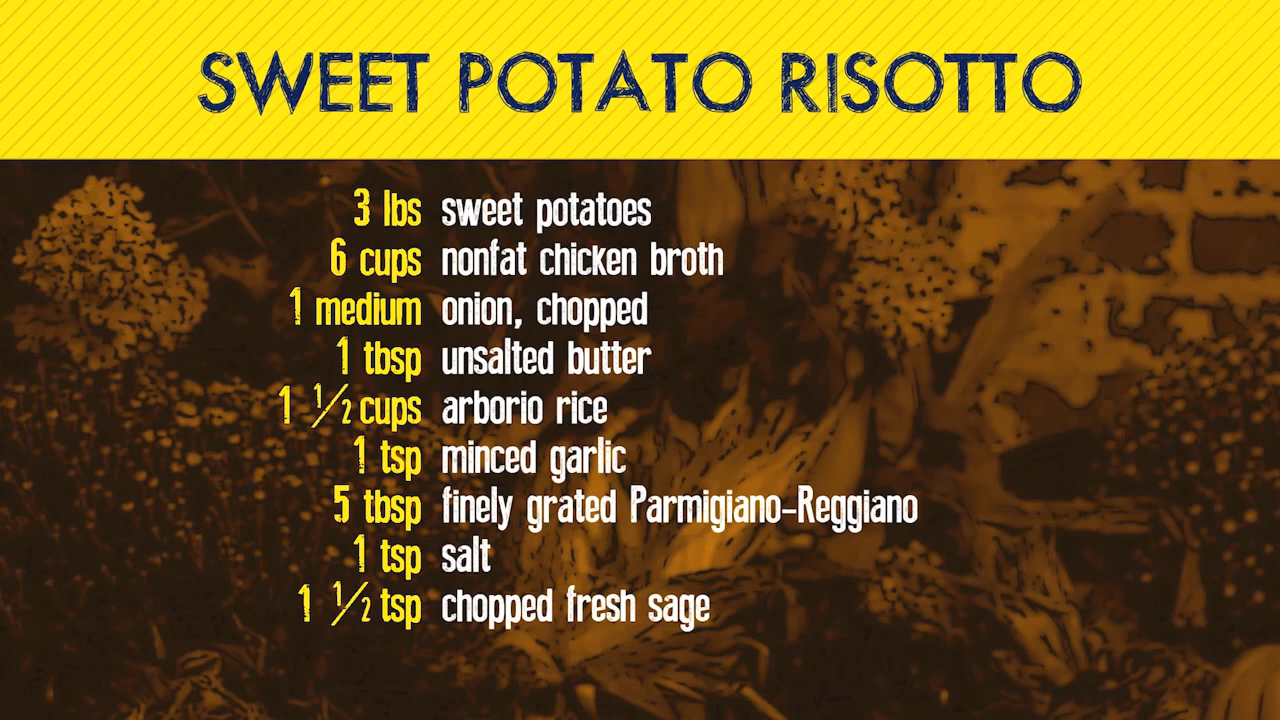 SWEET POTATO RISOTTO
3 lbs sweet potatoes
6 cups nonfat chicken broth
1 medium onion, chopped
1 tbsp unsalted butter
1 ½ cups arborio rice
1 tsp minced garlic
5 tbsp finely grated Parmigiano-Reggiano
1 tsp salt
1 ½ tsp chopped fresh sage